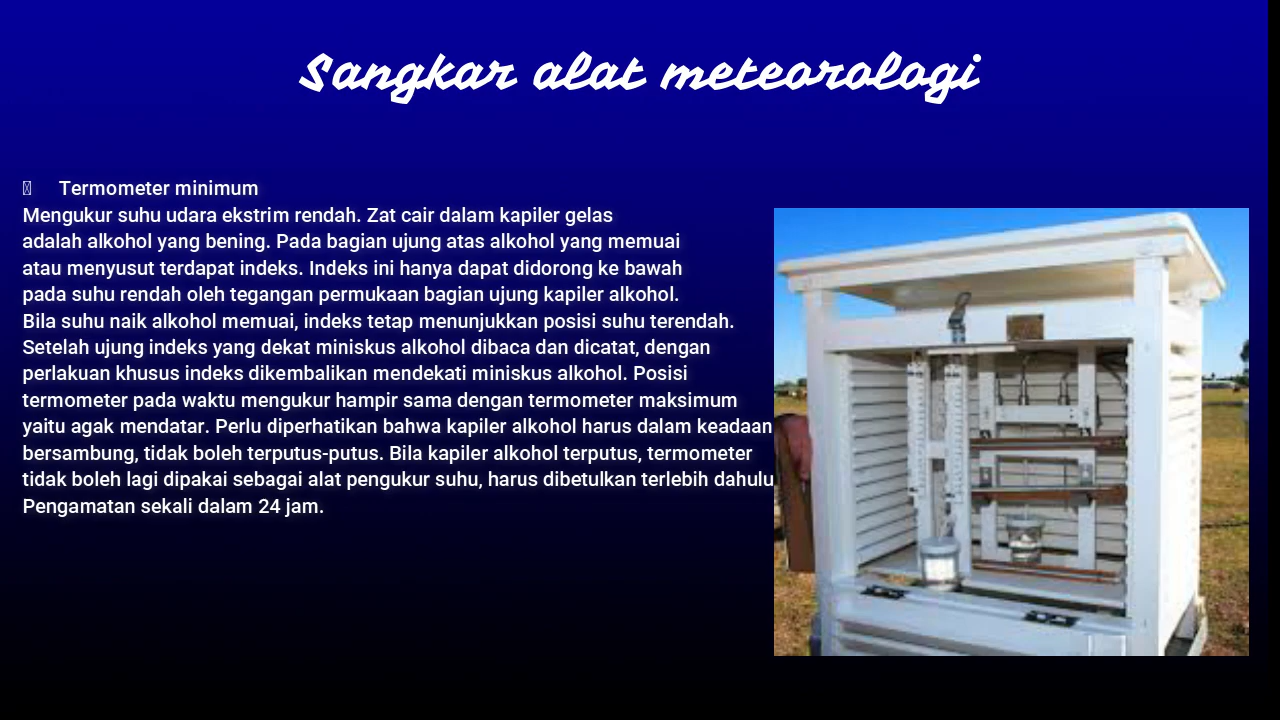 Sangkar alat meteorologi
Termometer minimum
Mengukur suhu udara ekstrim rendah. Zat cair dalam kapiler gelas
adalah alkohol yang bening. Pada bagian ujung atas alkohol yang memuai
atau menyusut terdapat indeks. Indeks ini hanya dapat didorong ke bawah
pada suhu rendah oleh tegangan permukaan bagian ujung kapiler alkohol.
Bila suhu naik alkohol memuai, indeks tetap menunjukkan posisi suhu terendah.
Setelah ujung indeks yang dekat miniskus alkohol dibaca dan dicatat, dengan
perlakuan khusus indeks dikembalikan mendekati miniskus alkohol. Posisi
termometer pada waktu mengukur hampir sama dengan termometer maksimum
yaitu agak mendatar. Perlu diperhatikan bahwa kapiler alkohol harus dalam keadaan
bersambung, tidak boleh terputus-putus. Bila kapiler alkohol terputus, termometer
tidak boleh lagi dipakai sebagai alat pengukur suhu, harus dibetulkan terlebih dahulu
Pengamatan sekali dalam 24 jam.